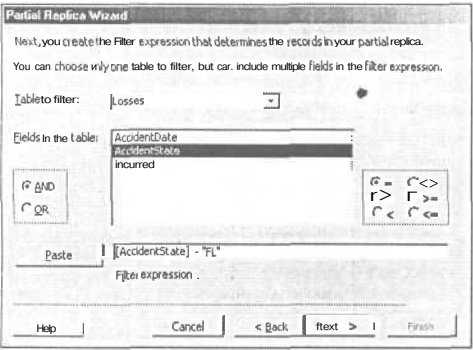 Partial Replica Wizard
Next, you create the Filter expression that determines the records in your partial replica.
You can choose only one table to filter, but car. include multiple fields in the filter expression.
Table to filter: Losses
Fields in the table: AccidentDate
AccidentState
incurred
AND
OR
= <>
r> Γ >=
< <=
Paste [AccidentState] - "FL"
Filter expression .
Help Cancel < Back ftext > Finish